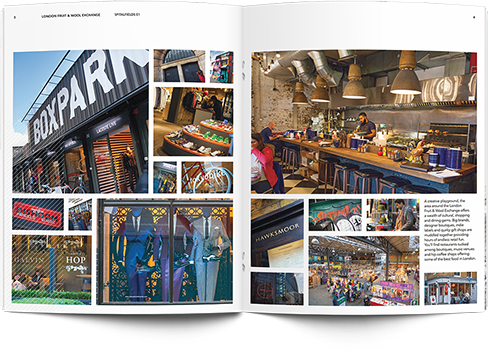 LONDON FRUIT & WOOL EXCHANGE
SPITALFIELDS E1
BOXPARK
HAWKSMOOR
HOP
A creative playground, the
area around the London
Fruit & Wool Exchange offers
a wealth of cultural, shopping
and dining gems. Big brands,
designer boutiques, indie
labels and quirky gift shops are
muddled together providing
hours of endless retail fun.
You'll find restaurants tucked
among boutiques, music venues
and hip coffee shops offering
some of the best food in London.